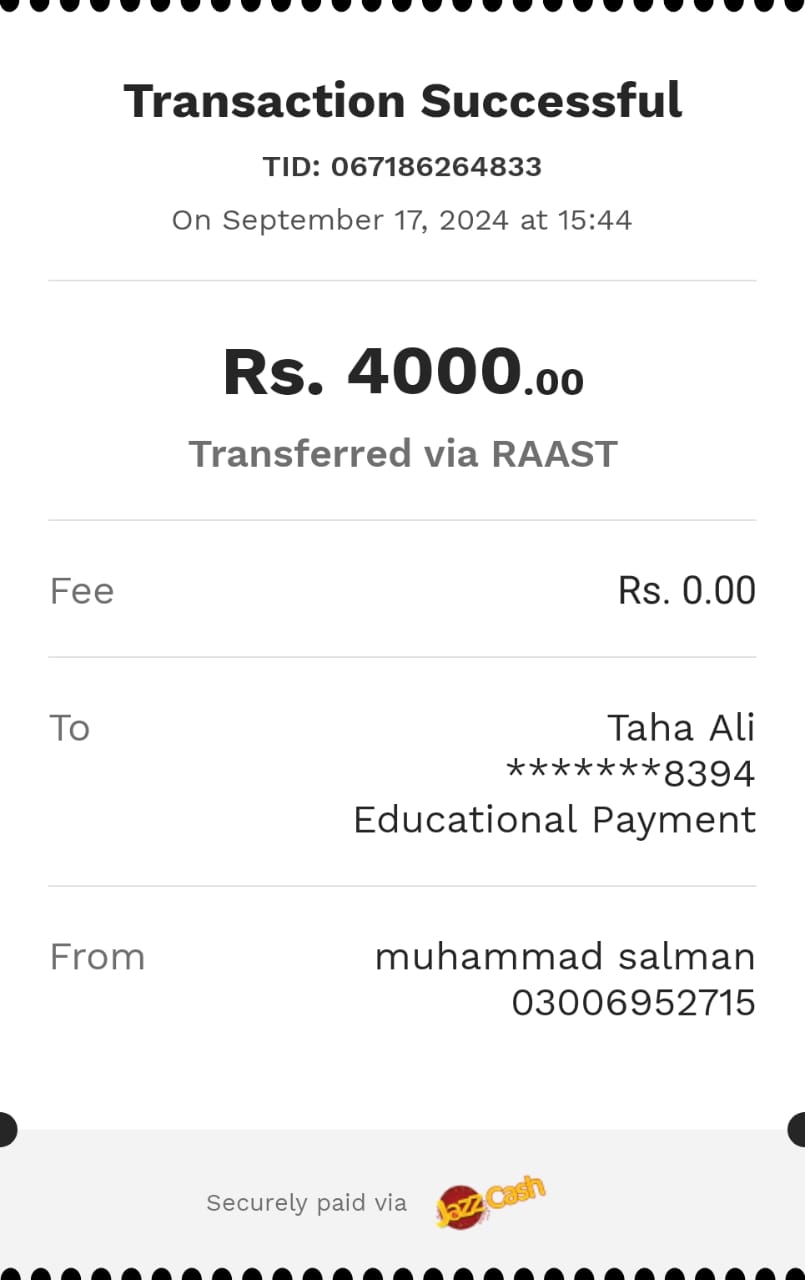 Transaction Successful
TID: 067186264833
On September 17, 2024 at 15:44
Rs. 4000.00
Transferred via RAAST
Fee
Rs. 0.00
To
Taha Ali
*******8394
Educational Payment
From
muhammad salman
03006952715
Securely paid via
JazzCash